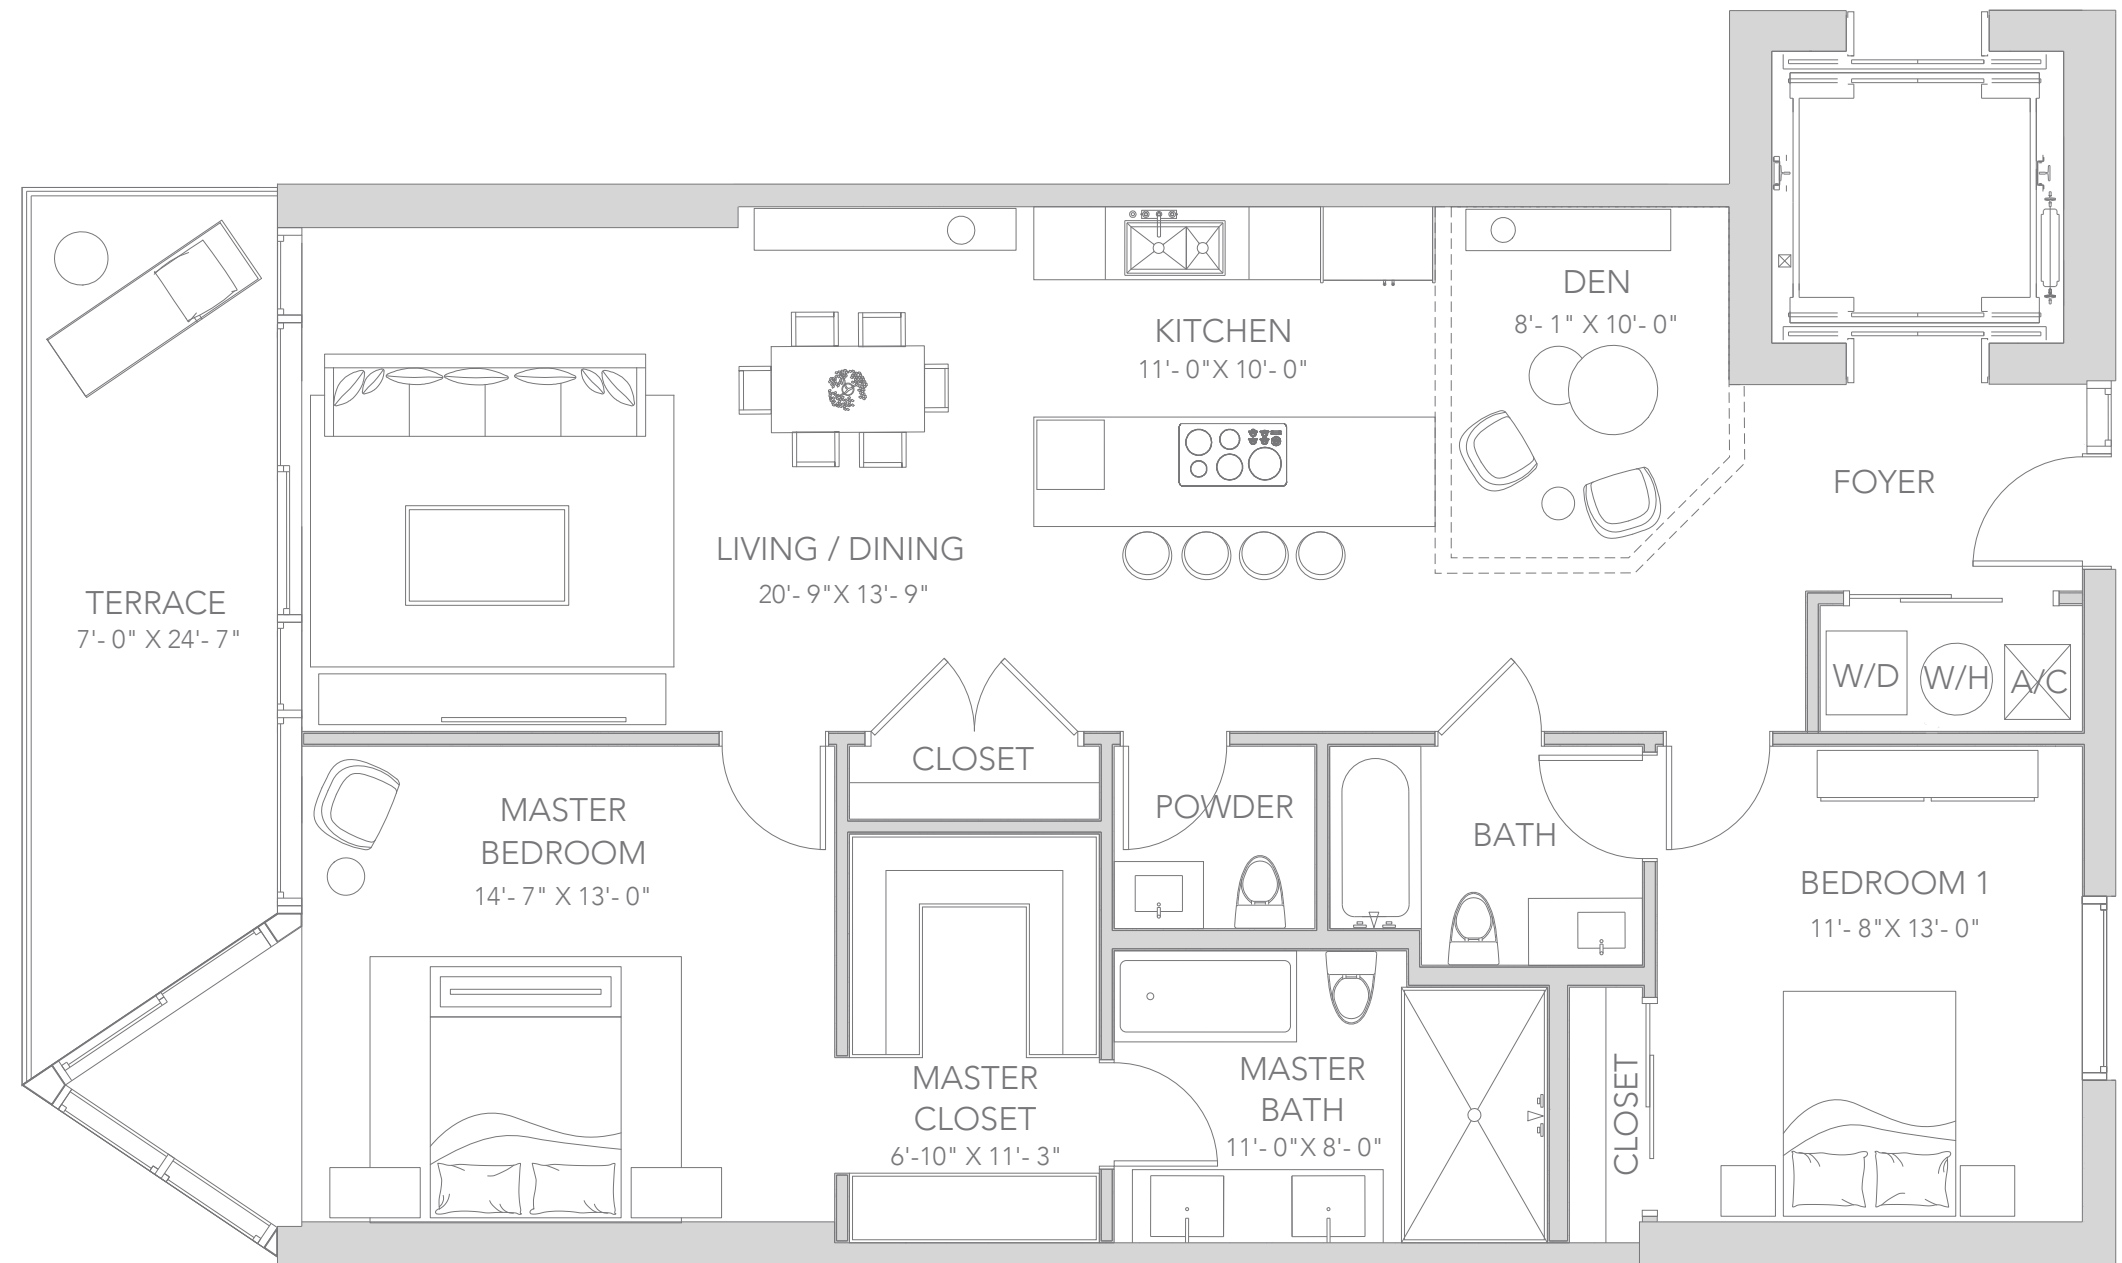 DEN
8'- 1" X 10'- 0"
KITCHEN
11'- 0"X 10'- 0"
FOYER
LIVING / DINING
20'- 9"X 13'- 9"
TERRACE
7'- 0" X 24'- 7"
W/D
W/H
A/C
CLOSET
MASTER
BEDROOM
14'- 7" X 13'- 0"
POWDER
BATH
BEDROOM 1
11'- 8"X 13'- 0"
MASTER
CLOSET
6'-10" X 11'- 3"
MASTER
BATH
11'- 0"X 8'- 0"
CLOSET